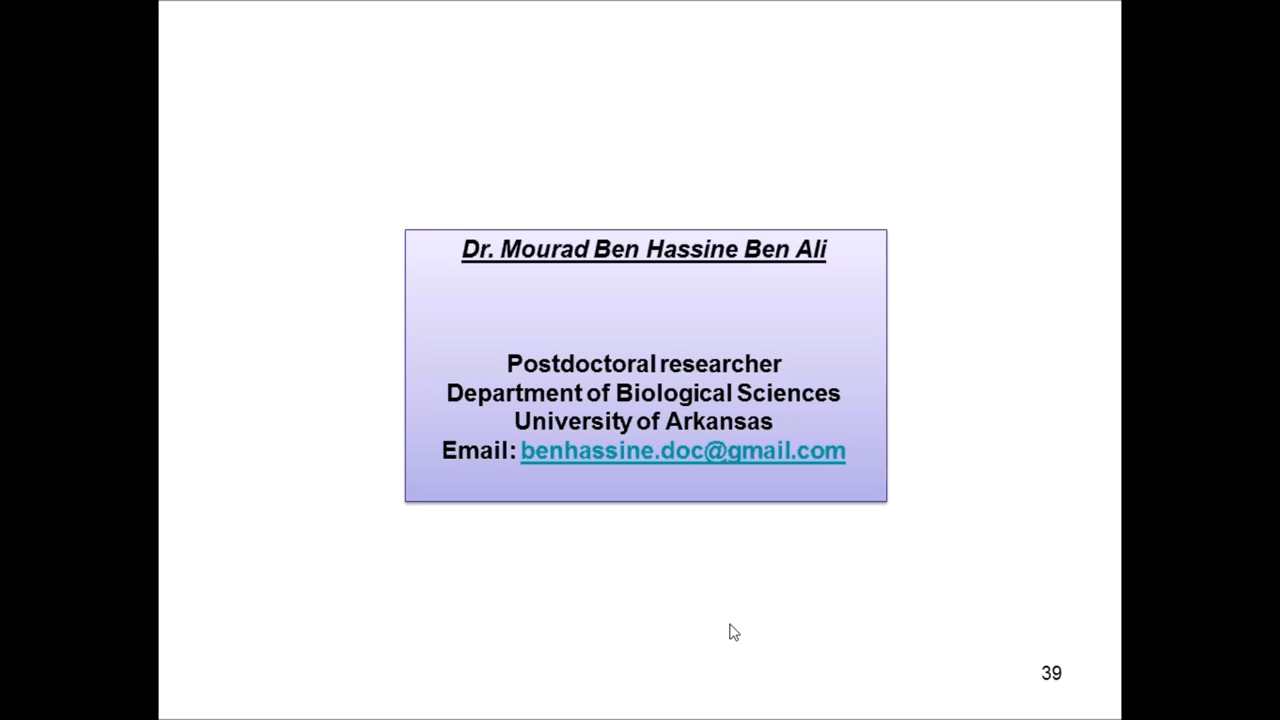 Dr. Mourad Ben Hassine Ben Ali
Postdoctoral researcher
Department of Biological Sciences
University of Arkansas
Email: benhassine.doc@gmail.com
39